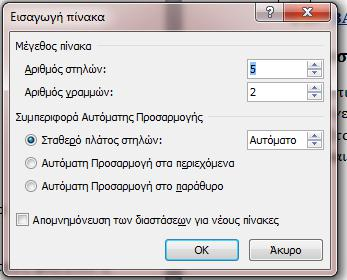 Εισαγωγή πίνακα
Μέγεθος πίνακα
Αριθμός στηλών: 5
Αριθμός γραμμών: 2
Συμπεριφορά Αυτόματης Προσαρμογής
Σταθερό πλάτος στηλών: Αυτόματο
Αυτόματη Προσαρμογή στα περιεχόμενα
Αυτόματη Προσαρμογή στο παράθυρο
Απομνημόνευση των διαστάσεων για νέους πίνακες
OK Άκυρο